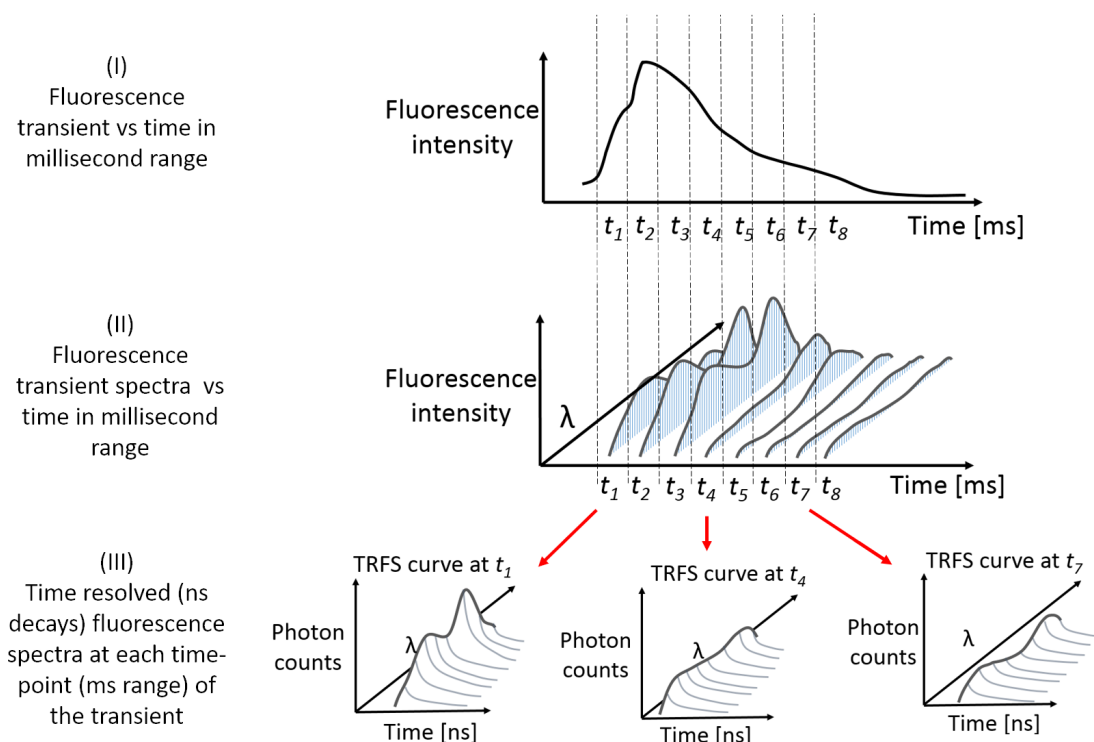 (I)
Fluorescence
transient vs time in
millisecond range
Fluorescence
intensity
t1 t2 t3 t4 t5 t6 t7 t8
Time [ms]
(II)
Fluorescence
transient spectra vs
time in millisecond
range
Fluorescence
intensity
λ
t1 t2 t3 t4 t5 t6 t7 t8
Time [ms]
(III)
Time resolved (ns
decays) fluorescence
spectra at each time-
point (ms range) of
the transient
TRFS curve at t1
Photon
counts
λ
Time [ns]
TRFS curve at t4
Photon
counts
λ
Time [ns]
TRFS curve at t7
Photon
counts
λ
Time [ns]